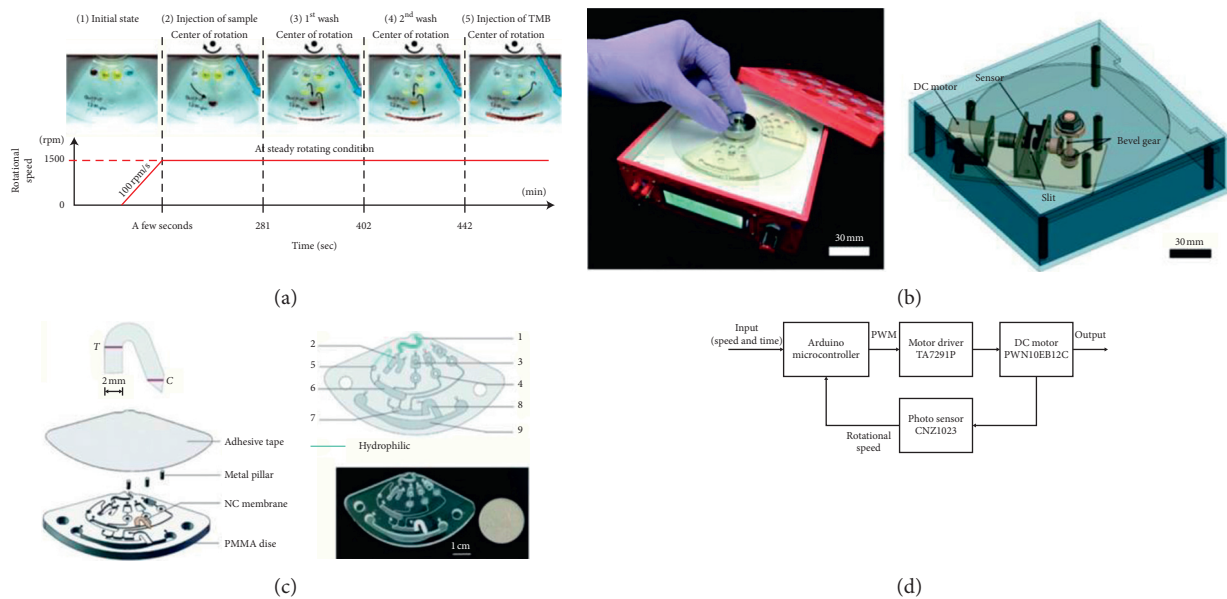 (1) Initial state
(2) Injection of sample
(3) 1st wash
(4) 2nd wash
(5) Injection of TMB
Center of rotation
Center of rotation
Center of rotation
Center of rotation
(rpm)
At steady rotating condition
1500
100 rpm/s
Rotational
speed
(min)
0
A few seconds
281
402
442
Time (sec)
(a)
30 mm
Sensor
DC motor
Bevel gear
Slit
30 mm
(b)
T
C
2 mm
Adhesive tape
Metal pillar
NC membrane
PMMA dise
2
5
6
7
1
3
4
8
9
Hydrophilic
1 cm
(c)
Input
(speed and time)
Arduino
microcontroller
PWM
Motor driver
TA7291P
DC motor
PWN10EB12C
Output
Photo sensor
CNZ1023
Rotational
speed
(d)